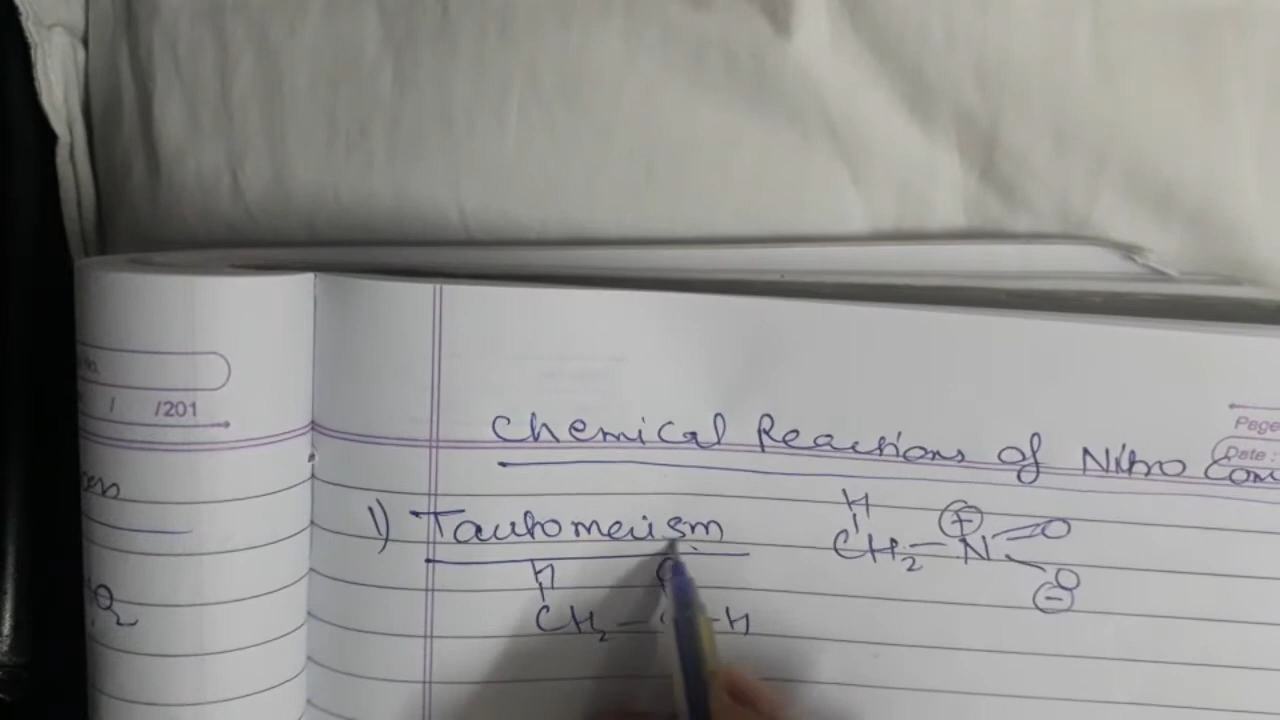 / /201
Page
Date:
Chemical Reactions of Nitro Com
1) Tautomerism
H
CH2-N=O
⊕
O
⊖
H
CH2- -H